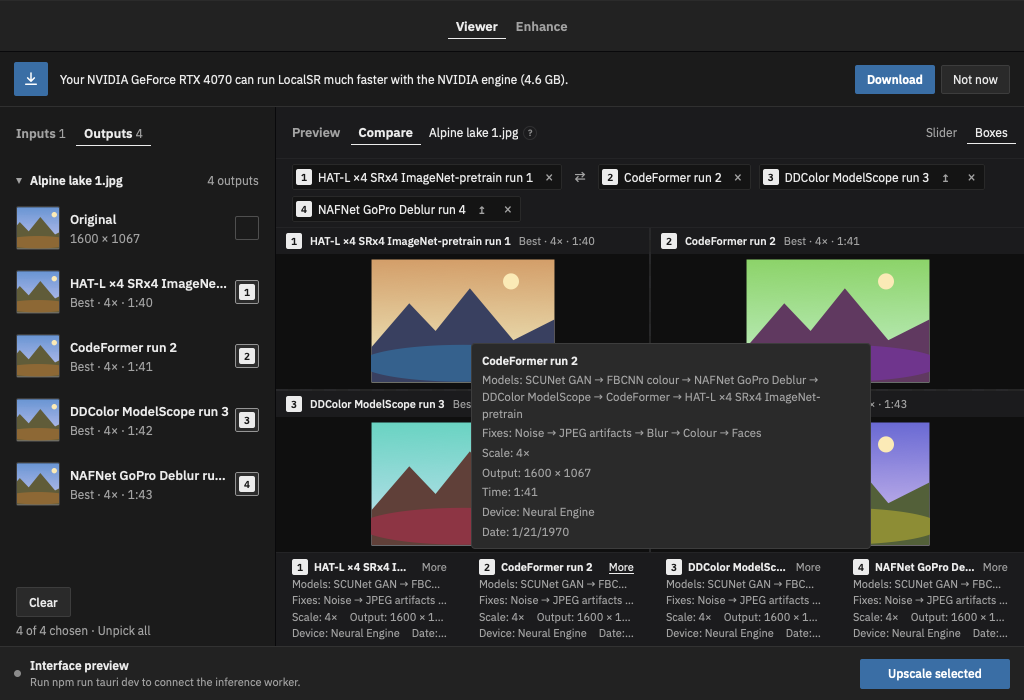 Viewer Enhance
Your NVIDIA GeForce RTX 4070 can run LocalSR much faster with the NVIDIA engine (4.6 GB).
Download
Not now
Inputs 1 Outputs 4
Preview Compare Alpine lake 1.jpg ?
Slider Boxes
▼ Alpine lake 1.jpg 4 outputs
Original
1600 × 1067
HAT-L ×4 SRx4 ImageNe...
Best · 4× · 1:40
1
CodeFormer run 2
Best · 4× · 1:41
2
DDColor ModelScope run 3
Best · 4× · 1:42
3
NAFNet GoPro Deblur ru...
Best · 4× · 1:43
4
Clear
4 of 4 chosen · Unpick all
1 HAT-L ×4 SRx4 ImageNet-pretrain run 1 × ⇄ 2 CodeFormer run 2 × 3 DDColor ModelScope run 3 ↥ ×
4 NAFNet GoPro Deblur run 4 ↥ ×
1 HAT-L ×4 SRx4 ImageNet-pretrain run 1 Best · 4× · 1:40
2 CodeFormer run 2 Best · 4× · 1:41
3 DDColor ModelScope run 3 Bes
× · 1:43
CodeFormer run 2
Models: SCUNet GAN → FBCNN colour → NAFNet GoPro Deblur →
DDColor ModelScope → CodeFormer → HAT-L ×4 SRx4 ImageNet-
pretrain
Fixes: Noise → JPEG artifacts → Blur → Colour → Faces
Scale: 4×
Output: 1600 × 1067
Time: 1:41
Device: Neural Engine
Date: 1/21/1970
1 HAT-L ×4 SRx4 I... More
Models: SCUNet GAN → FBC...
Fixes: Noise → JPEG artifacts ...
Scale: 4× Output: 1600 × 1...
Device: Neural Engine Date:...
2 CodeFormer run 2 More
Models: SCUNet GAN → FBC...
Fixes: Noise → JPEG artifacts ...
Scale: 4× Output: 1600 × 1...
Device: Neural Engine Date:...
3 DDColor ModelSc... More
Models: SCUNet GAN → FBC...
Fixes: Noise → JPEG artifacts ...
Scale: 4× Output: 1600 × 1...
Device: Neural Engine Date:...
4 NAFNet GoPro De... More
Models: SCUNet GAN → FBC...
Fixes: Noise → JPEG artifacts ...
Scale: 4× Output: 1600 × 1...
Device: Neural Engine Date:...
Interface preview
Run npm run tauri dev to connect the inference worker.
Upscale selected